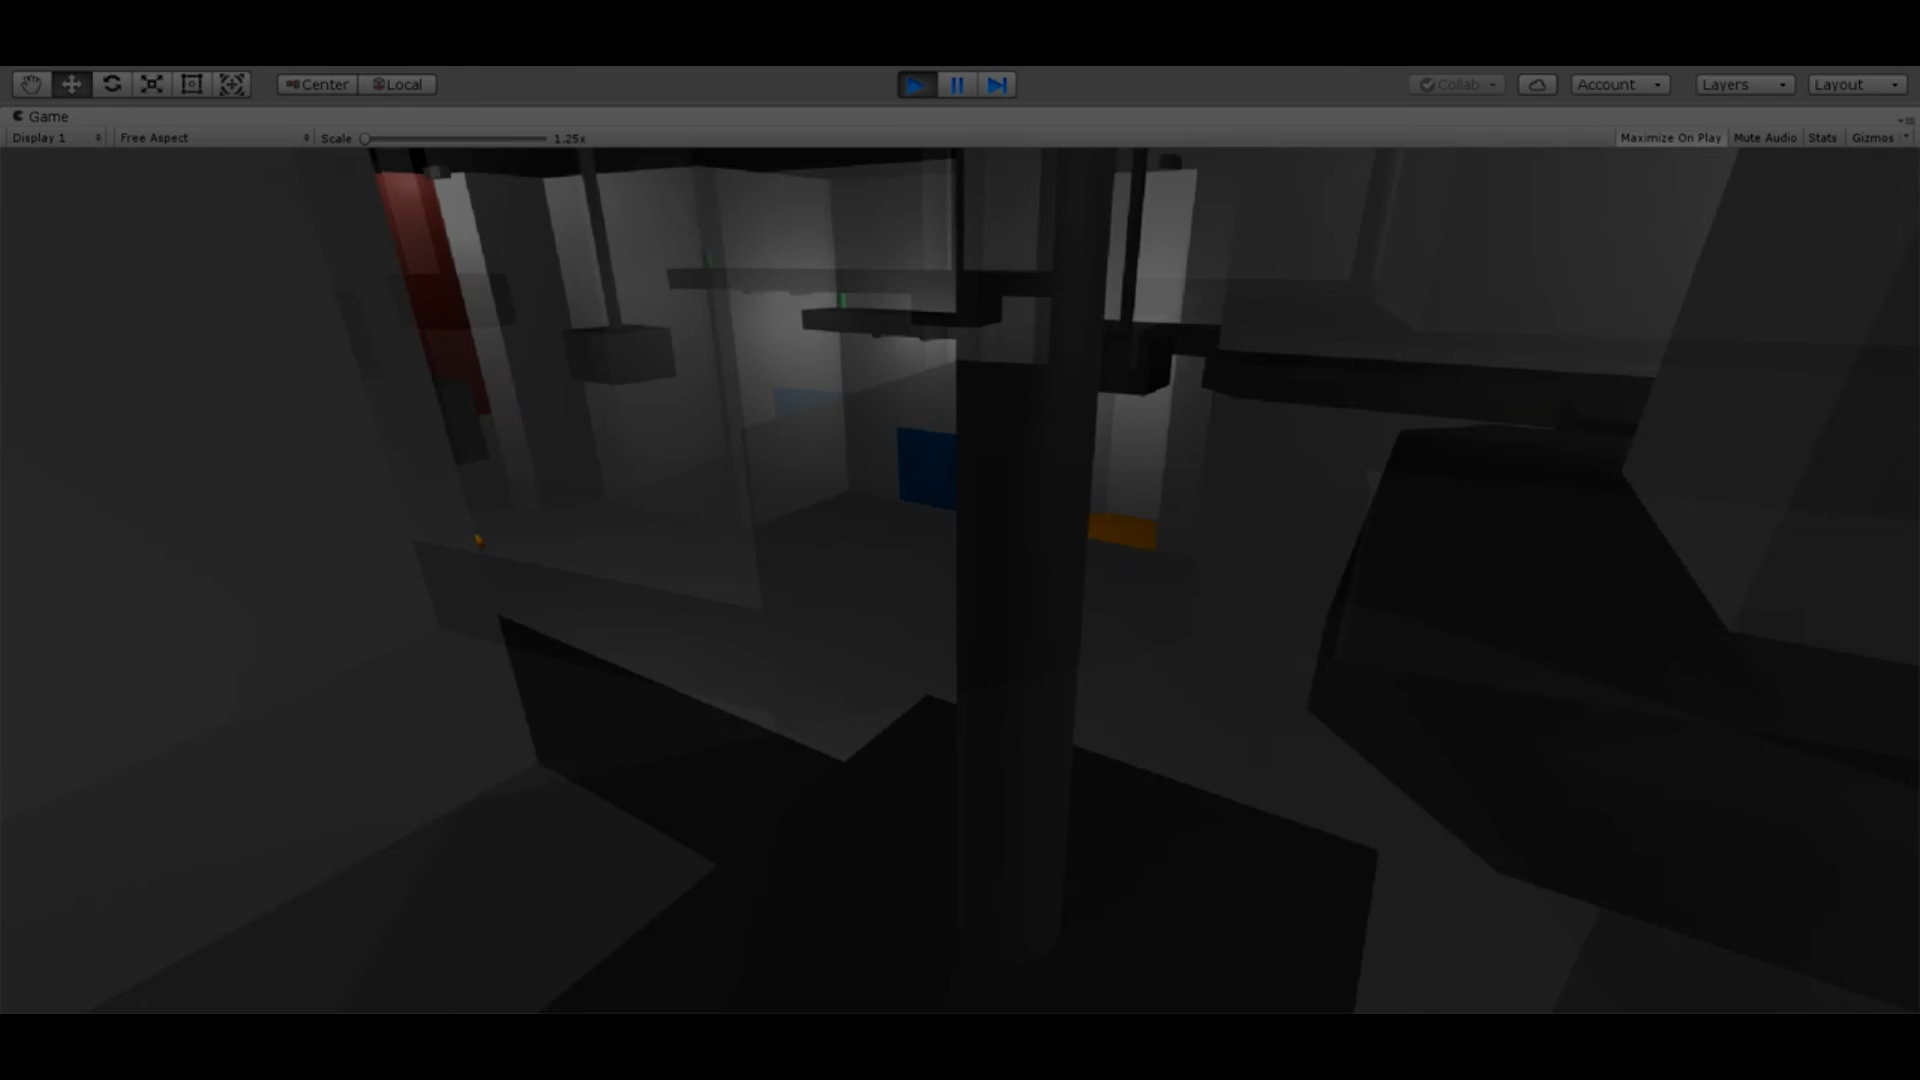 Center Local Collab Account Layers Layout
Game
Display 1 Free Aspect Scale 1.25x Maximize On Play Mute Audio Stats Gizmos